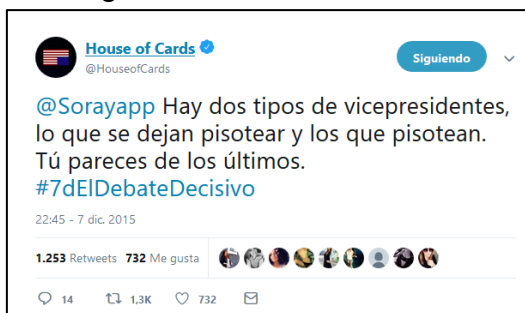 House of Cards
@HouseofCards
Siguiendo
@Sorayapp Hay dos tipos de vicepresidentes,
lo que se dejan pisotear y los que pisotean.
Tú pareces de los últimos.
#7dElDebateDecisivo
22:45 - 7 dic. 2015
1.253 Retweets 732 Me gusta
14 1,3K 732